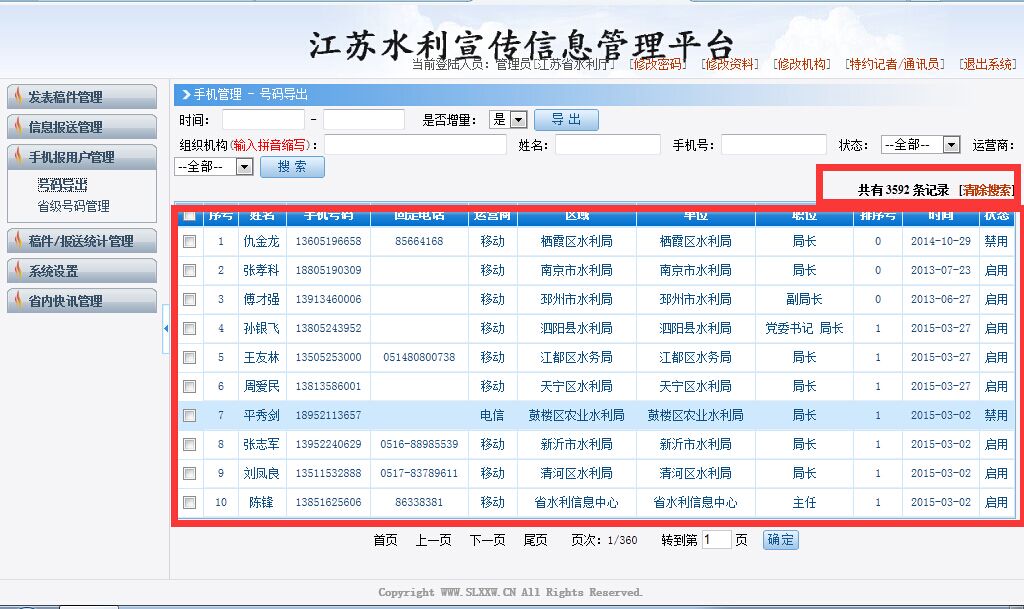 江苏水利宣传信息管理平台
当前登陆人员：管理员[江苏省水利厅] [修改密码] [修改资料] [修改机构] [特约记者/通讯员] [退出系统]
发表稿件管理
信息报送管理
手机报用户管理
号码导出
省级号码管理
稿件/报送统计管理
系统设置
省内快讯管理
手机管理 - 号码导出
时间： - 是否增量： 是 导 出
组织机构(输入拼音缩写)： 姓名： 手机号： 状态： --全部-- 运营商：
--全部-- 搜 索
共有 3592 条记录 [清除搜索]
序号 姓名 手机号码 固定电话 运营商 区域 单位 职位 排序号 时间 状态
1 仇金龙 13605196658 85664168 移动 栖霞区水利局 栖霞区水利局 局长 0 2014-10-29 禁用
2 张孝科 18805190309 移动 南京市水利局 南京市水利局 局长 0 2013-07-23 启用
3 傅才强 13913460006 移动 邳州市水利局 邳州市水利局 副局长 0 2013-06-27 启用
4 孙银飞 13805243952 移动 泗阳县水利局 泗阳县水利局 党委书记 局长 1 2015-03-27 启用
5 王友林 13505253000 051480800738 移动 江都区水务局 江都区水务局 局长 1 2015-03-27 启用
6 周爱民 13813586001 移动 天宁区水利局 天宁区水利局 局长 1 2015-03-27 启用
7 平秀剑 18952113657 电信 鼓楼区农业水利局 鼓楼区农业水利局 局长 1 2015-03-02 禁用
8 张志军 13952240629 0516-88985539 移动 新沂市水利局 新沂市水利局 局长 1 2015-03-02 启用
9 刘凤良 13511532888 0517-83789611 移动 清河区水利局 清河区水利局 局长 1 2015-03-02 启用
10 陈锋 13851625606 86338381 移动 省水利信息中心 省水利信息中心 主任 1 2015-03-02 启用
首页 上一页 下一页 尾页 页次：1/360 转到第 1 页 确定
Copyright WWW.SLXXW.CN All Rights Reserved.